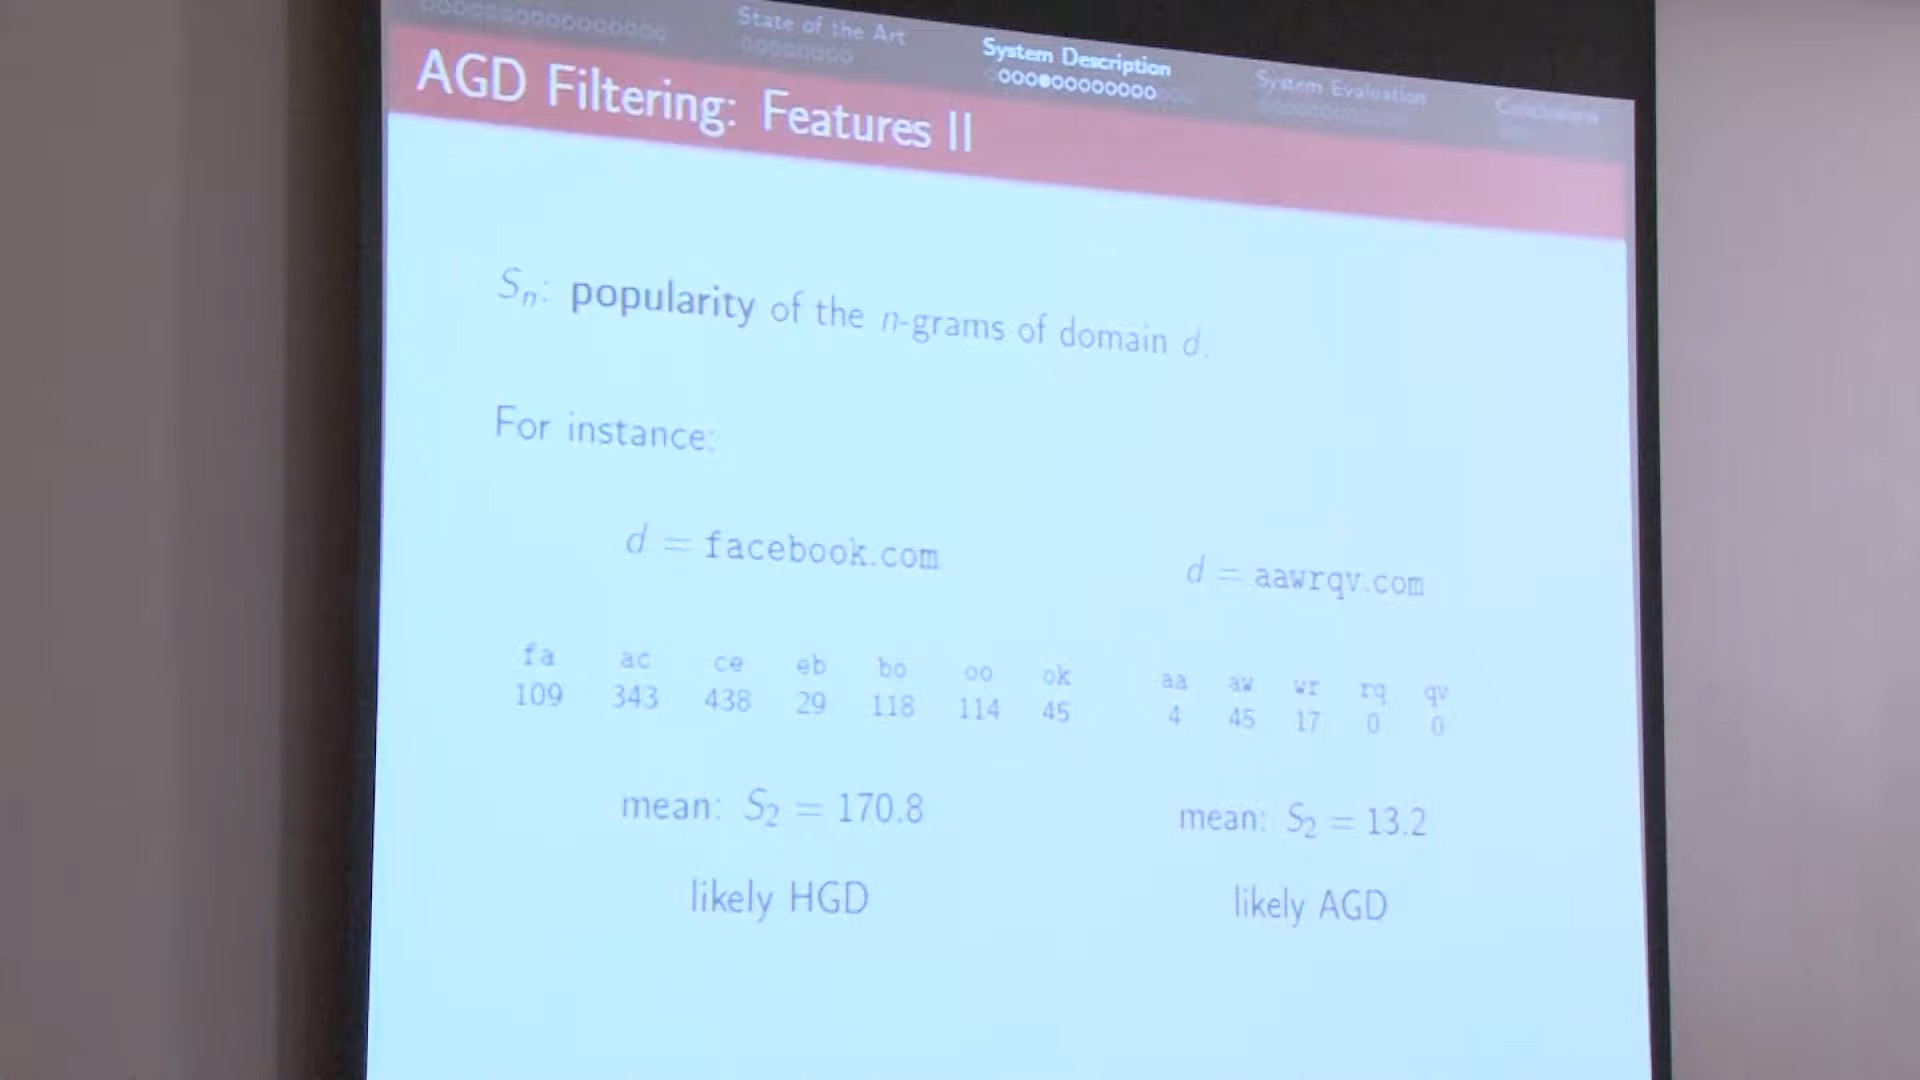 State of the Art
System Description
System Evaluation
Conclusions
AGD Filtering: Features II
Sn: popularity of the n-grams of domain d.
For instance:
d = facebook.com
d = aawrqv.com
fa ac ce eb bo oo ok
109 343 438 29 118 114 45
aa aw wr rq qv
4 45 17 0 0
mean: S2 = 170.8
mean: S2 = 13.2
likely HGD
likely AGD